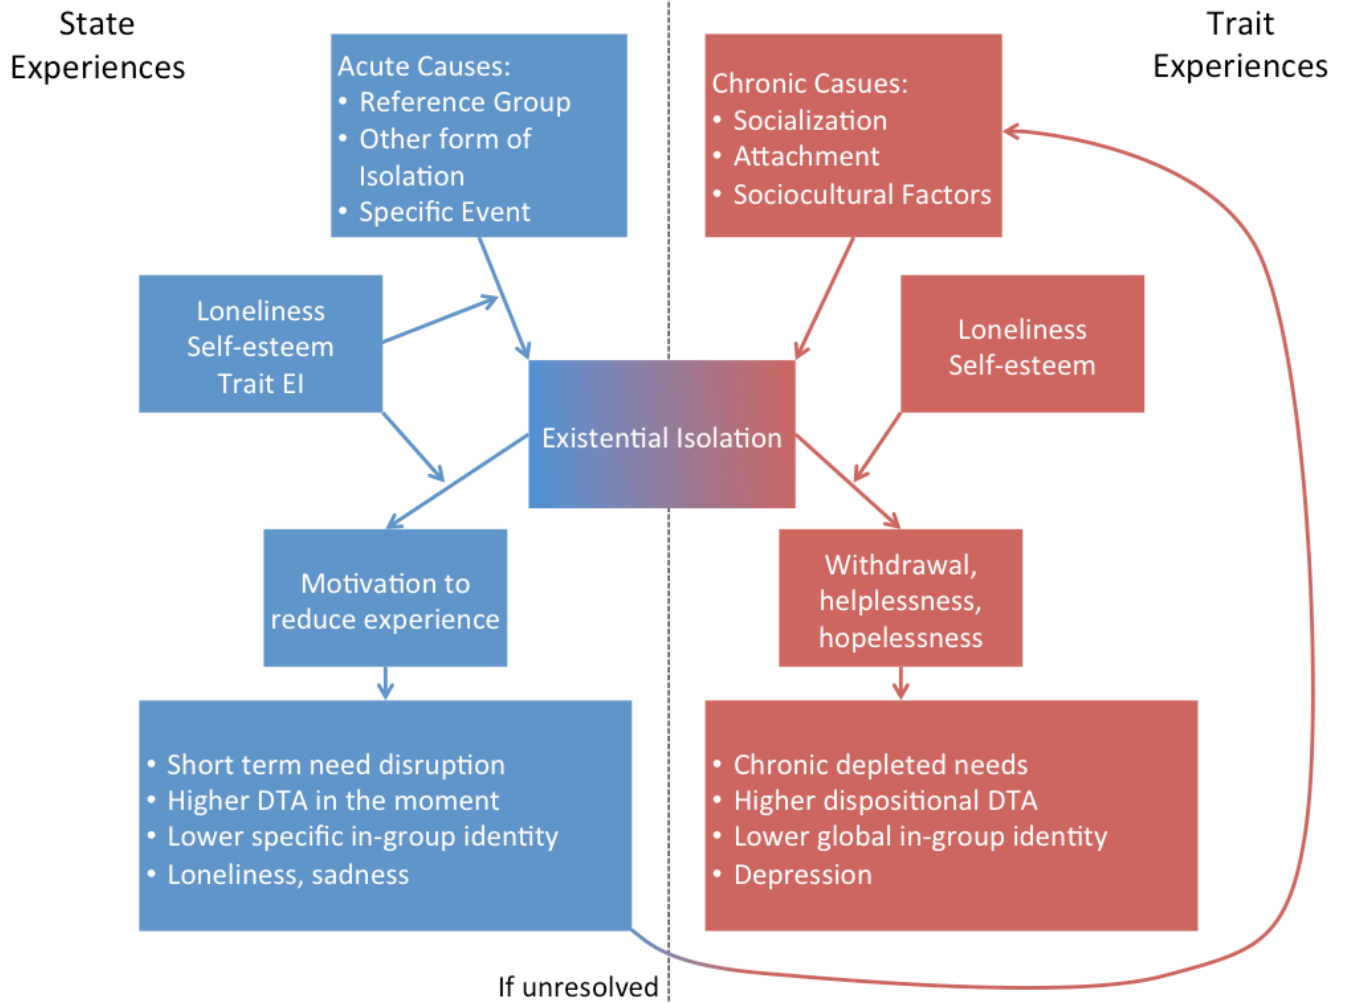 State
Experiences
Trait
Experiences
Acute Causes:
• Reference Group
• Other form of
Isolation
• Specific Event
Chronic Casues:
• Socialization
• Attachment
• Sociocultural Factors
Loneliness
Self-esteem
Trait EI
Loneliness
Self-esteem
Existential Isolation
Motivation to
reduce experience
Withdrawal,
helplessness,
hopelessness
• Short term need disruption
• Higher DTA in the moment
• Lower specific in-group identity
• Loneliness, sadness
• Chronic depleted needs
• Higher dispositional DTA
• Lower global in-group identity
• Depression
If unresolved